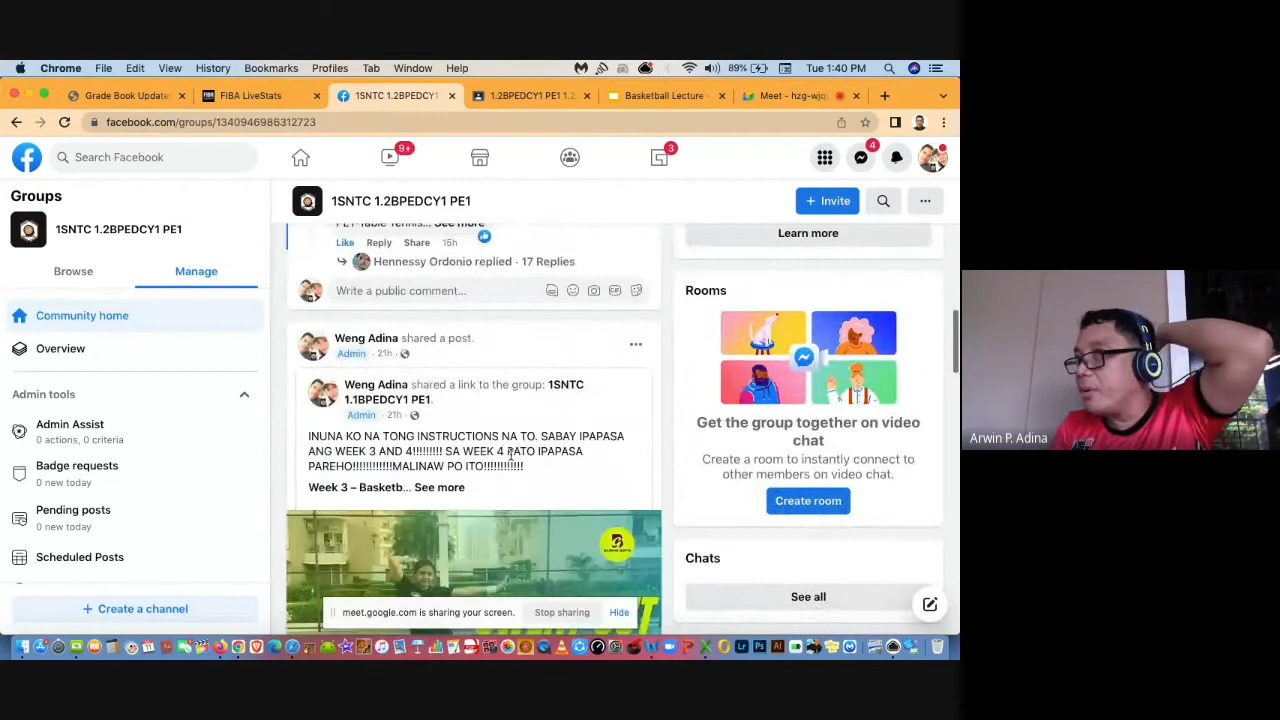 Chrome File Edit View History Bookmarks Profiles Tab Window Help 89% Tue 1:40 PM
Grade Book Update FIBA LiveStats 1SNTC 1.2BPEDCY1 1.2BPEDCY1 PE1 1.2 Basketball Lecture - Meet - hzg-wjq
facebook.com/groups/1340946986312723
Search Facebook 9+ 3 4
Groups
1SNTC 1.2BPEDCY1 PE1
Browse Manage
Community home
Overview
Admin tools
Admin Assist
0 actions, 0 criteria
Badge requests
0 new today
Pending posts
0 new today
Scheduled Posts
+ Create a channel
1SNTC 1.2BPEDCY1 PE1
+ Invite
PE1-Table Tennis... See more
Like Reply Share 15h
Hennessy Ordonio replied · 17 Replies
Write a public comment...
Weng Adina shared a post.
Admin · 21h ·
Weng Adina shared a link to the group: 1SNTC
1.1BPEDCY1 PE1.
Admin · 21h ·
INUNA KO NA TONG INSTRUCTIONS NA TO. SABAY IPAPASA
ANG WEEK 3 AND 4!!!!!!!!! SA WEEK 4 PATO IPAPASA
PAREHO!!!!!!!!!!!!MALINAW PO ITO!!!!!!!!!!!!
Week 3 – Basketb... See more
meet.google.com is sharing your screen. Stop sharing Hide
Learn more
Rooms
Get the group together on video
chat
Create a room to instantly connect to
other members on video chat.
Create room
Chats
See all
Arwin P. Adina